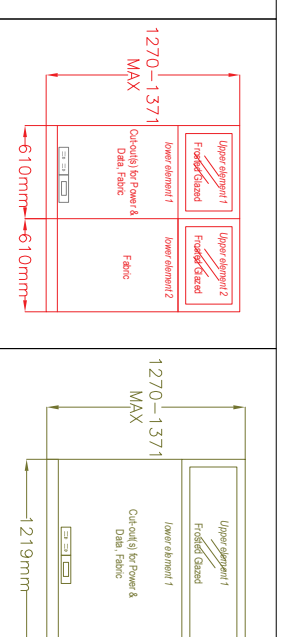 1270-1371
MAX
Upper element 1
Frosted Glazed
Upper element 2
Frosted Glazed
lower element 1
Cut-out(s) for Power &
Data, Fabric
lower element 2
Fabric
610mm
610mm
1270-1371
MAX
Upper element 1
Frosted Glazed
lower element 1
Cut-out(s) for Power &
Data, Fabric
1219mm